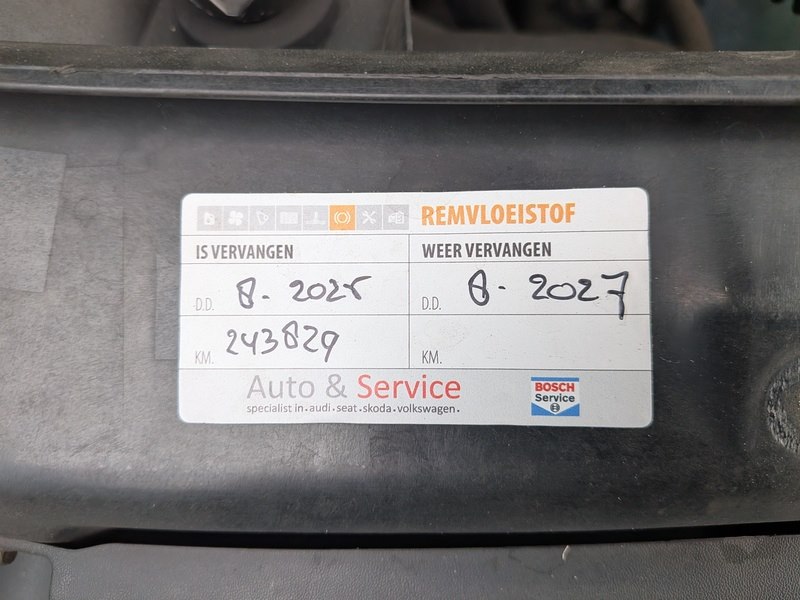 REMVLOEISTOF
IS VERVANGEN WEER VERVANGEN
D.D. 8. 2025 D.D. 8. 2027
KM. 243829 KM.
Auto & Service
specialist in.audi.seat.skoda.volkswagen.
BOSCH
Service